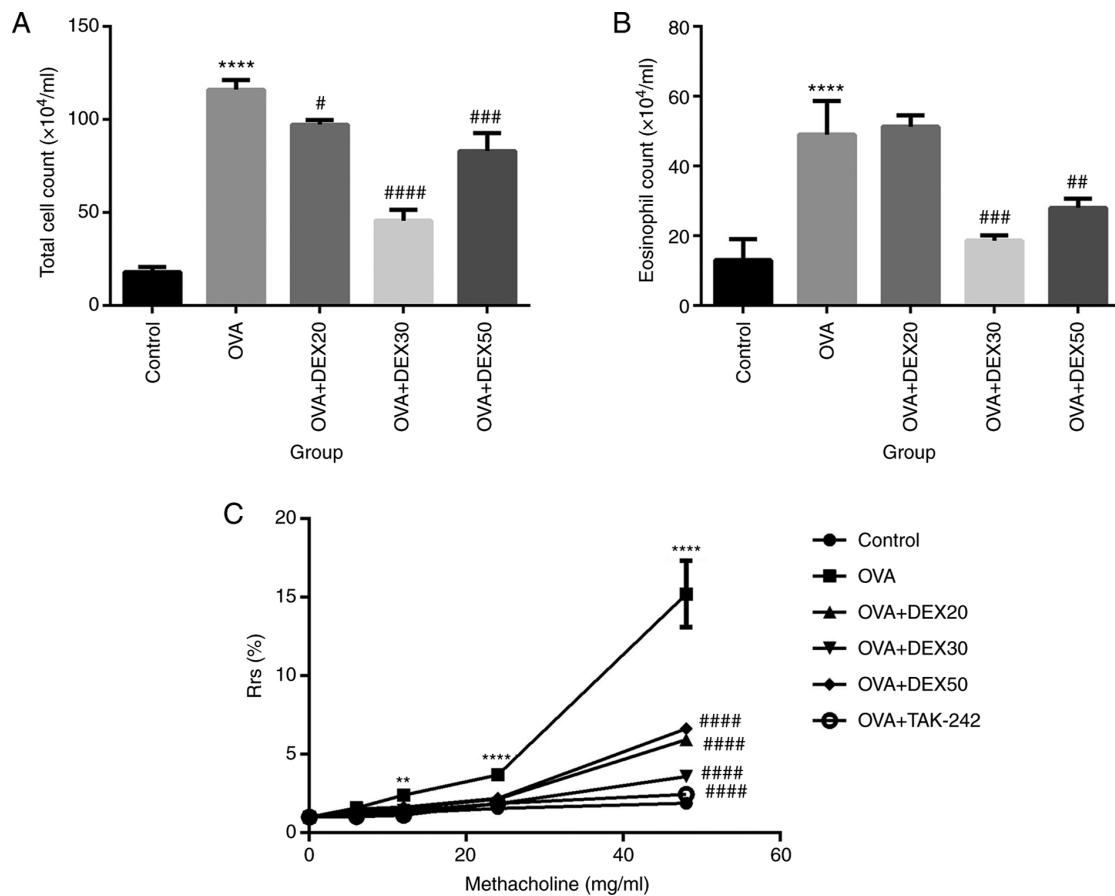 A
Total cell count (×10⁴/ml)
150
100
50
0
****
#
####
###
Control
OVA
OVA+DEX20
OVA+DEX30
OVA+DEX50
Group
B
Eosinophil count (×10⁴/ml)
80
60
40
20
0
****
###
##
Control
OVA
OVA+DEX20
OVA+DEX30
OVA+DEX50
Group
C
Rrs (%)
20
15
10
5
0
**
****
****
####
####
####
####
0
20
40
60
Methacholine (mg/ml)
Control
OVA
OVA+DEX20
OVA+DEX30
OVA+DEX50
OVA+TAK-242